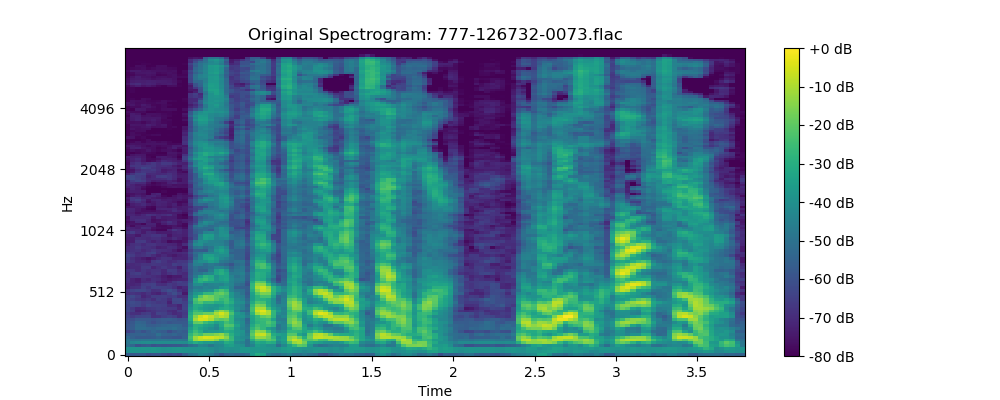 Original Spectrogram: 777-126732-0073.flac
Hz
4096
2048
1024
512
0
0 0.5 1 1.5 2 2.5 3 3.5
Time
+0 dB
-10 dB
-20 dB
-30 dB
-40 dB
-50 dB
-60 dB
-70 dB
-80 dB